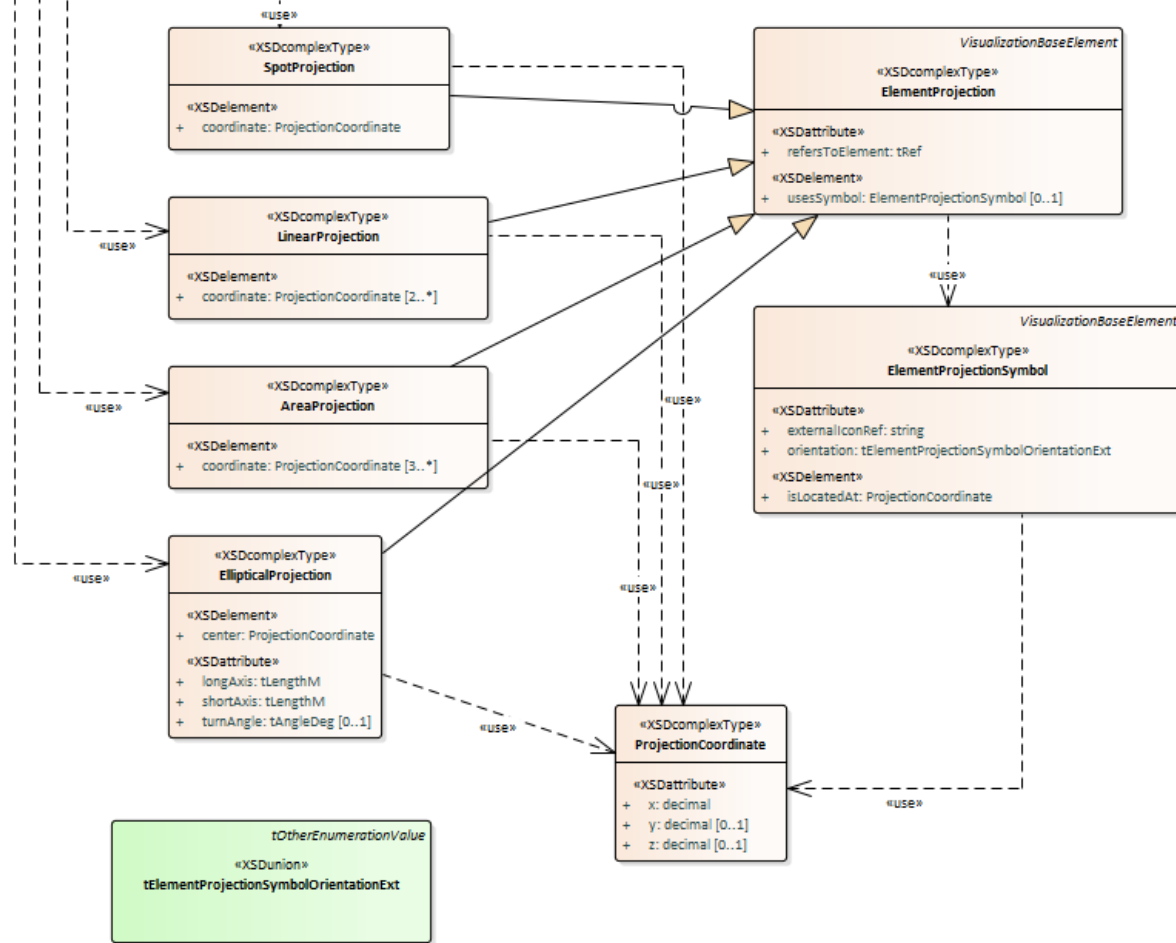 «use»
«XSDcomplexType»
SpotProjection
«XSDelement»
+ coordinate: ProjectionCoordinate
VisualizationBaseElement
«XSDcomplexType»
ElementProjection
«XSDattribute»
+ refersToElement: tRef
«XSDelement»
+ usesSymbol: ElementProjectionSymbol [0..1]
«use»
«XSDcomplexType»
LinearProjection
«XSDelement»
+ coordinate: ProjectionCoordinate [2..*]
«use»
VisualizationBaseElement
«XSDcomplexType»
ElementProjectionSymbol
«XSDattribute»
+ externalIconRef: string
+ orientation: tElementProjectionSymbolOrientationExt
«XSDelement»
+ isLocatedAt: ProjectionCoordinate
«use»
«XSDcomplexType»
AreaProjection
«XSDelement»
+ coordinate: ProjectionCoordinate [3..*]
«use»
«use»
«use»
«use»
«XSDcomplexType»
EllipticalProjection
«XSDelement»
+ center: ProjectionCoordinate
«XSDattribute»
+ longAxis: tLengthM
+ shortAxis: tLengthM
+ turnAngle: tAngleDeg [0..1]
«use»
«XSDcomplexType»
ProjectionCoordinate
«XSDattribute»
+ x: decimal
+ y: decimal [0..1]
+ z: decimal [0..1]
«use»
tOtherEnumerationValue
«XSDunion»
tElementProjectionSymbolOrientationExt